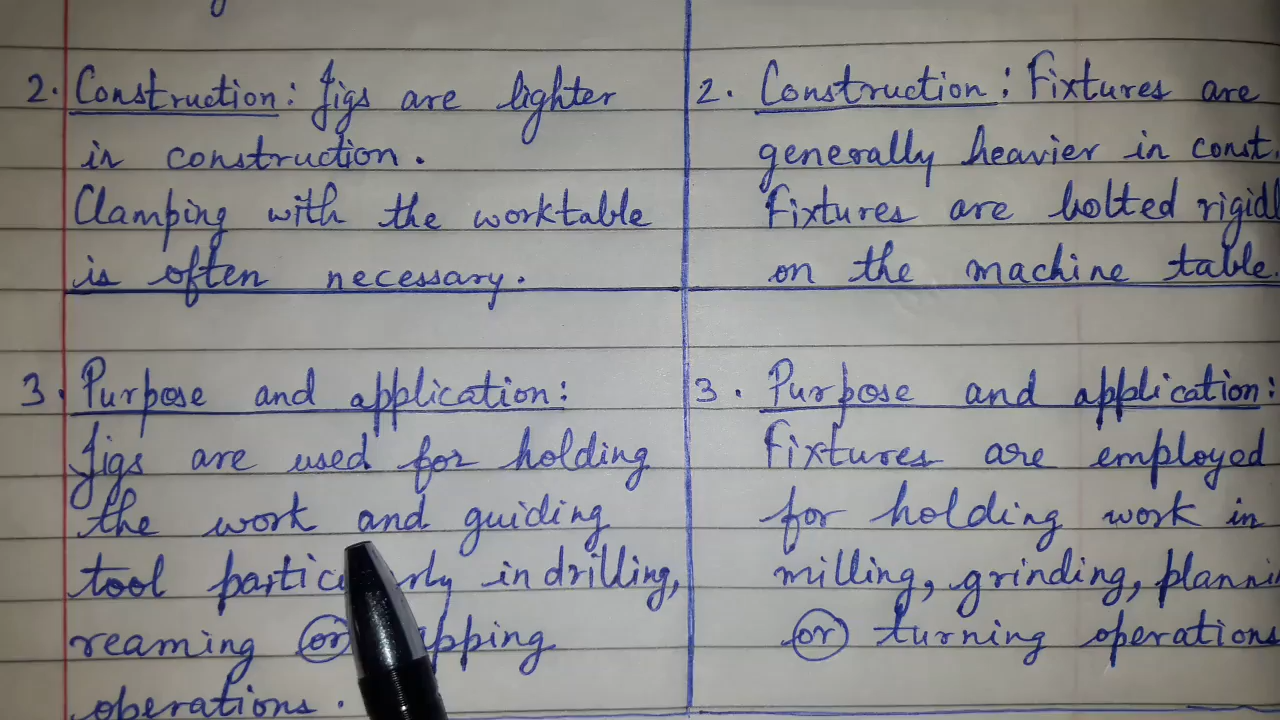 2. Construction: Jigs are lighter
in construction.
Clamping with the worktable
is often necessary.
3. Purpose and application:
Jigs are used for holding
the work and guiding
tool in drilling,
reaming or
operations.
2. Construction: Fixtures are
generally heavier in const.
Fixtures are bolted
on the machine table.
3. Purpose and application:
Fixtures are employed
for holding work in
milling, grinding,
or turning operations